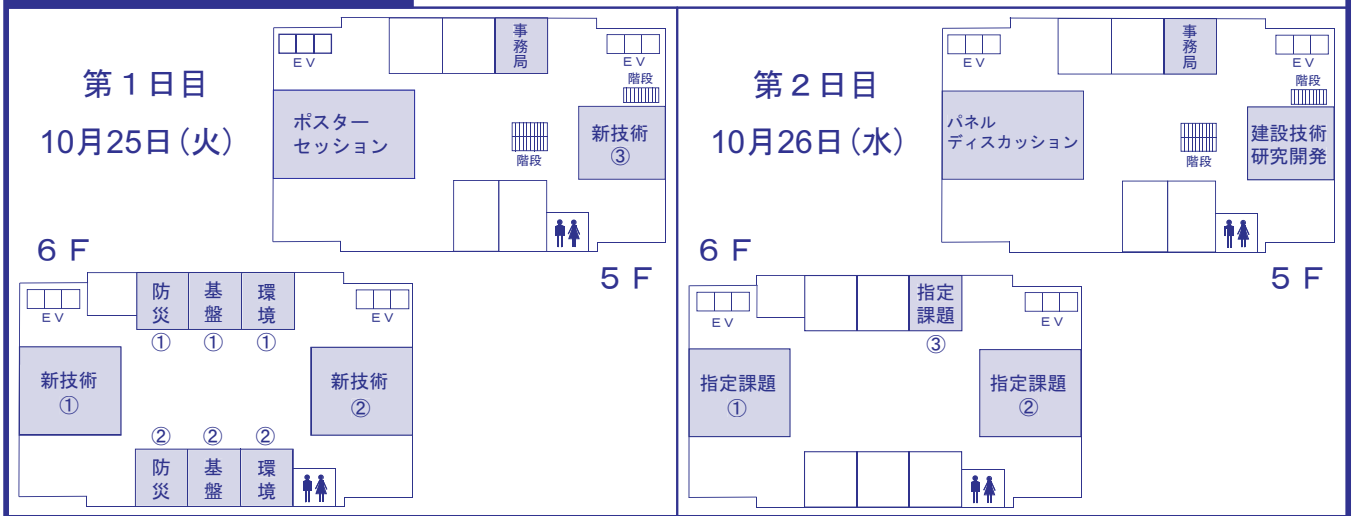 第１日目
10月25日（火）
EV
事務局
EV
階段
ポスター
セッション
階段
新技術
③
５Ｆ
６Ｆ
EV
防災
基盤
環境
①
①
①
EV
新技術
①
新技術
②
②
②
②
防災
基盤
環境
第２日目
10月26日（水）
EV
事務局
EV
階段
パネル
ディスカッション
階段
建設技術
研究開発
５Ｆ
６Ｆ
EV
指定
課題
③
EV
指定課題
①
指定課題
②